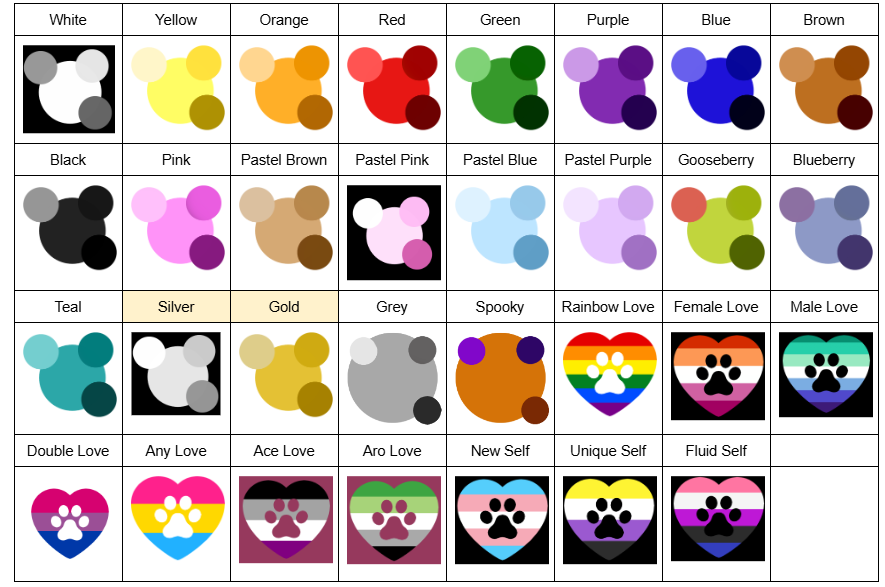 White Yellow Orange Red Green Purple Blue Brown
Black Pink Pastel Brown Pastel Pink Pastel Blue Pastel Purple Gooseberry Blueberry
Teal Silver Gold Grey Spooky Rainbow Love Female Love Male Love
Double Love Any Love Ace Love Aro Love New Self Unique Self Fluid Self